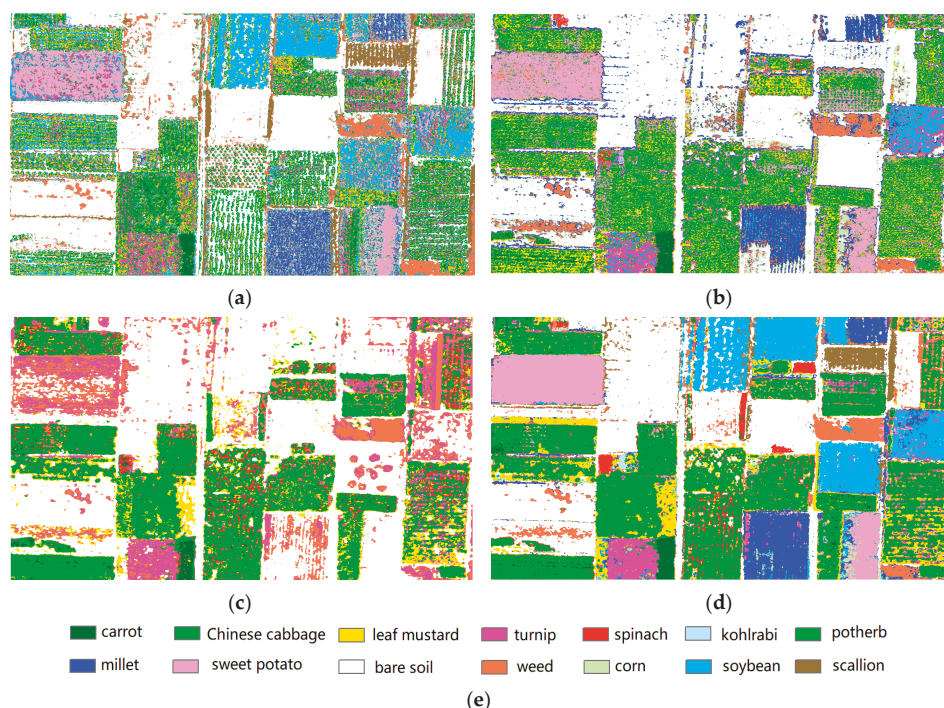 (a) (b)
(c) (d)
carrot Chinese cabbage leaf mustard turnip spinach kohlrabi potherb
millet sweet potato bare soil weed corn soybean scallion
(e)